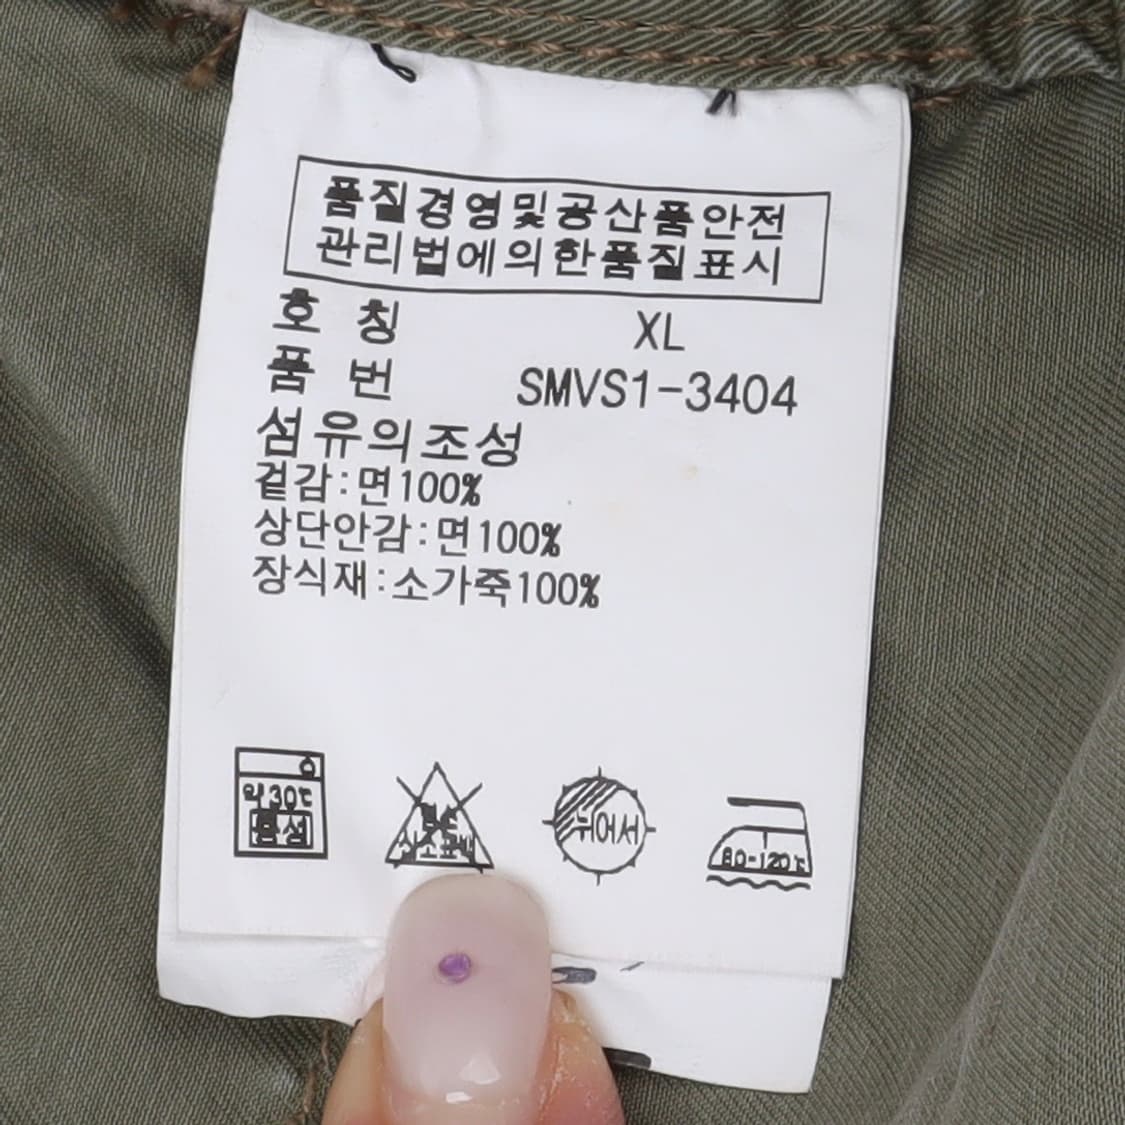 품질경영및공산품안전
관리법에의한품질표시
호 칭 XL
품 번 SMVS1-3404
섬유의조성
겉감:면100%
상단안감:면100%
장식재:소가죽100%
약30℃
중성
산소표백
뉘어서
80-120℃